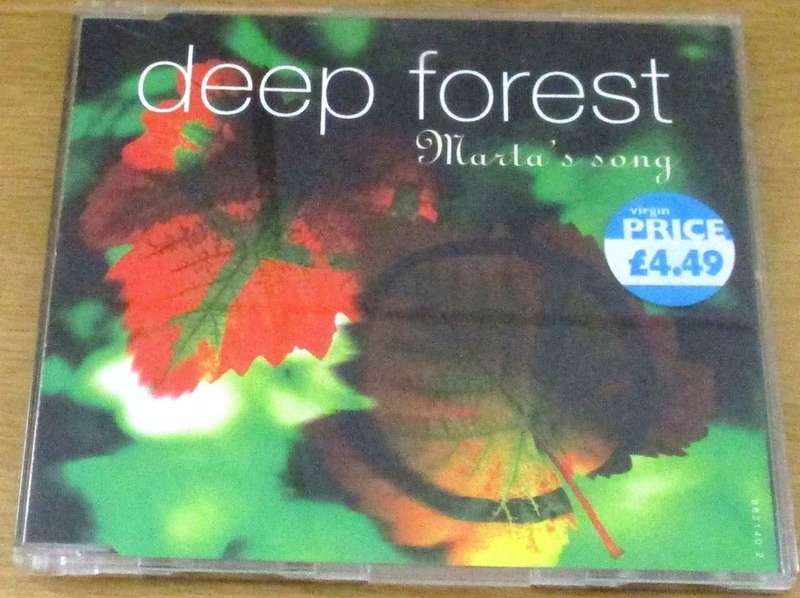 deep forest
Marta's song
virgin
PRICE
£4.49